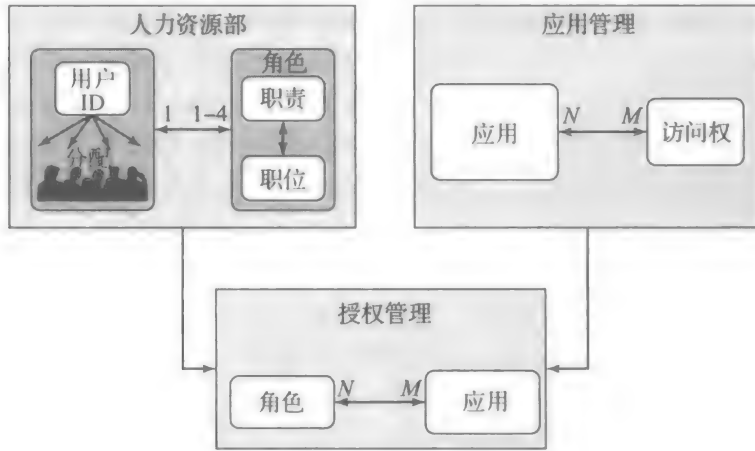 人力资源部
用户
ID
分配
1 1-4
角色
职责
职位
应用管理
应用
N M
访问权
授权管理
角色
N M
应用